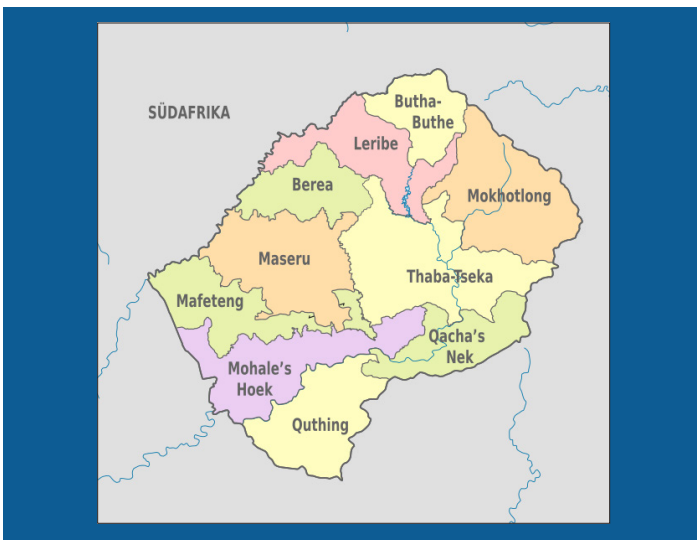 SÜDAFRIKA
Butha-
Buthe
Leribe
Berea
Mokhotlong
Maseru
Thaba-Tseka
Mafeteng
Qacha's
Nek
Mohale's
Hoek
Quthing